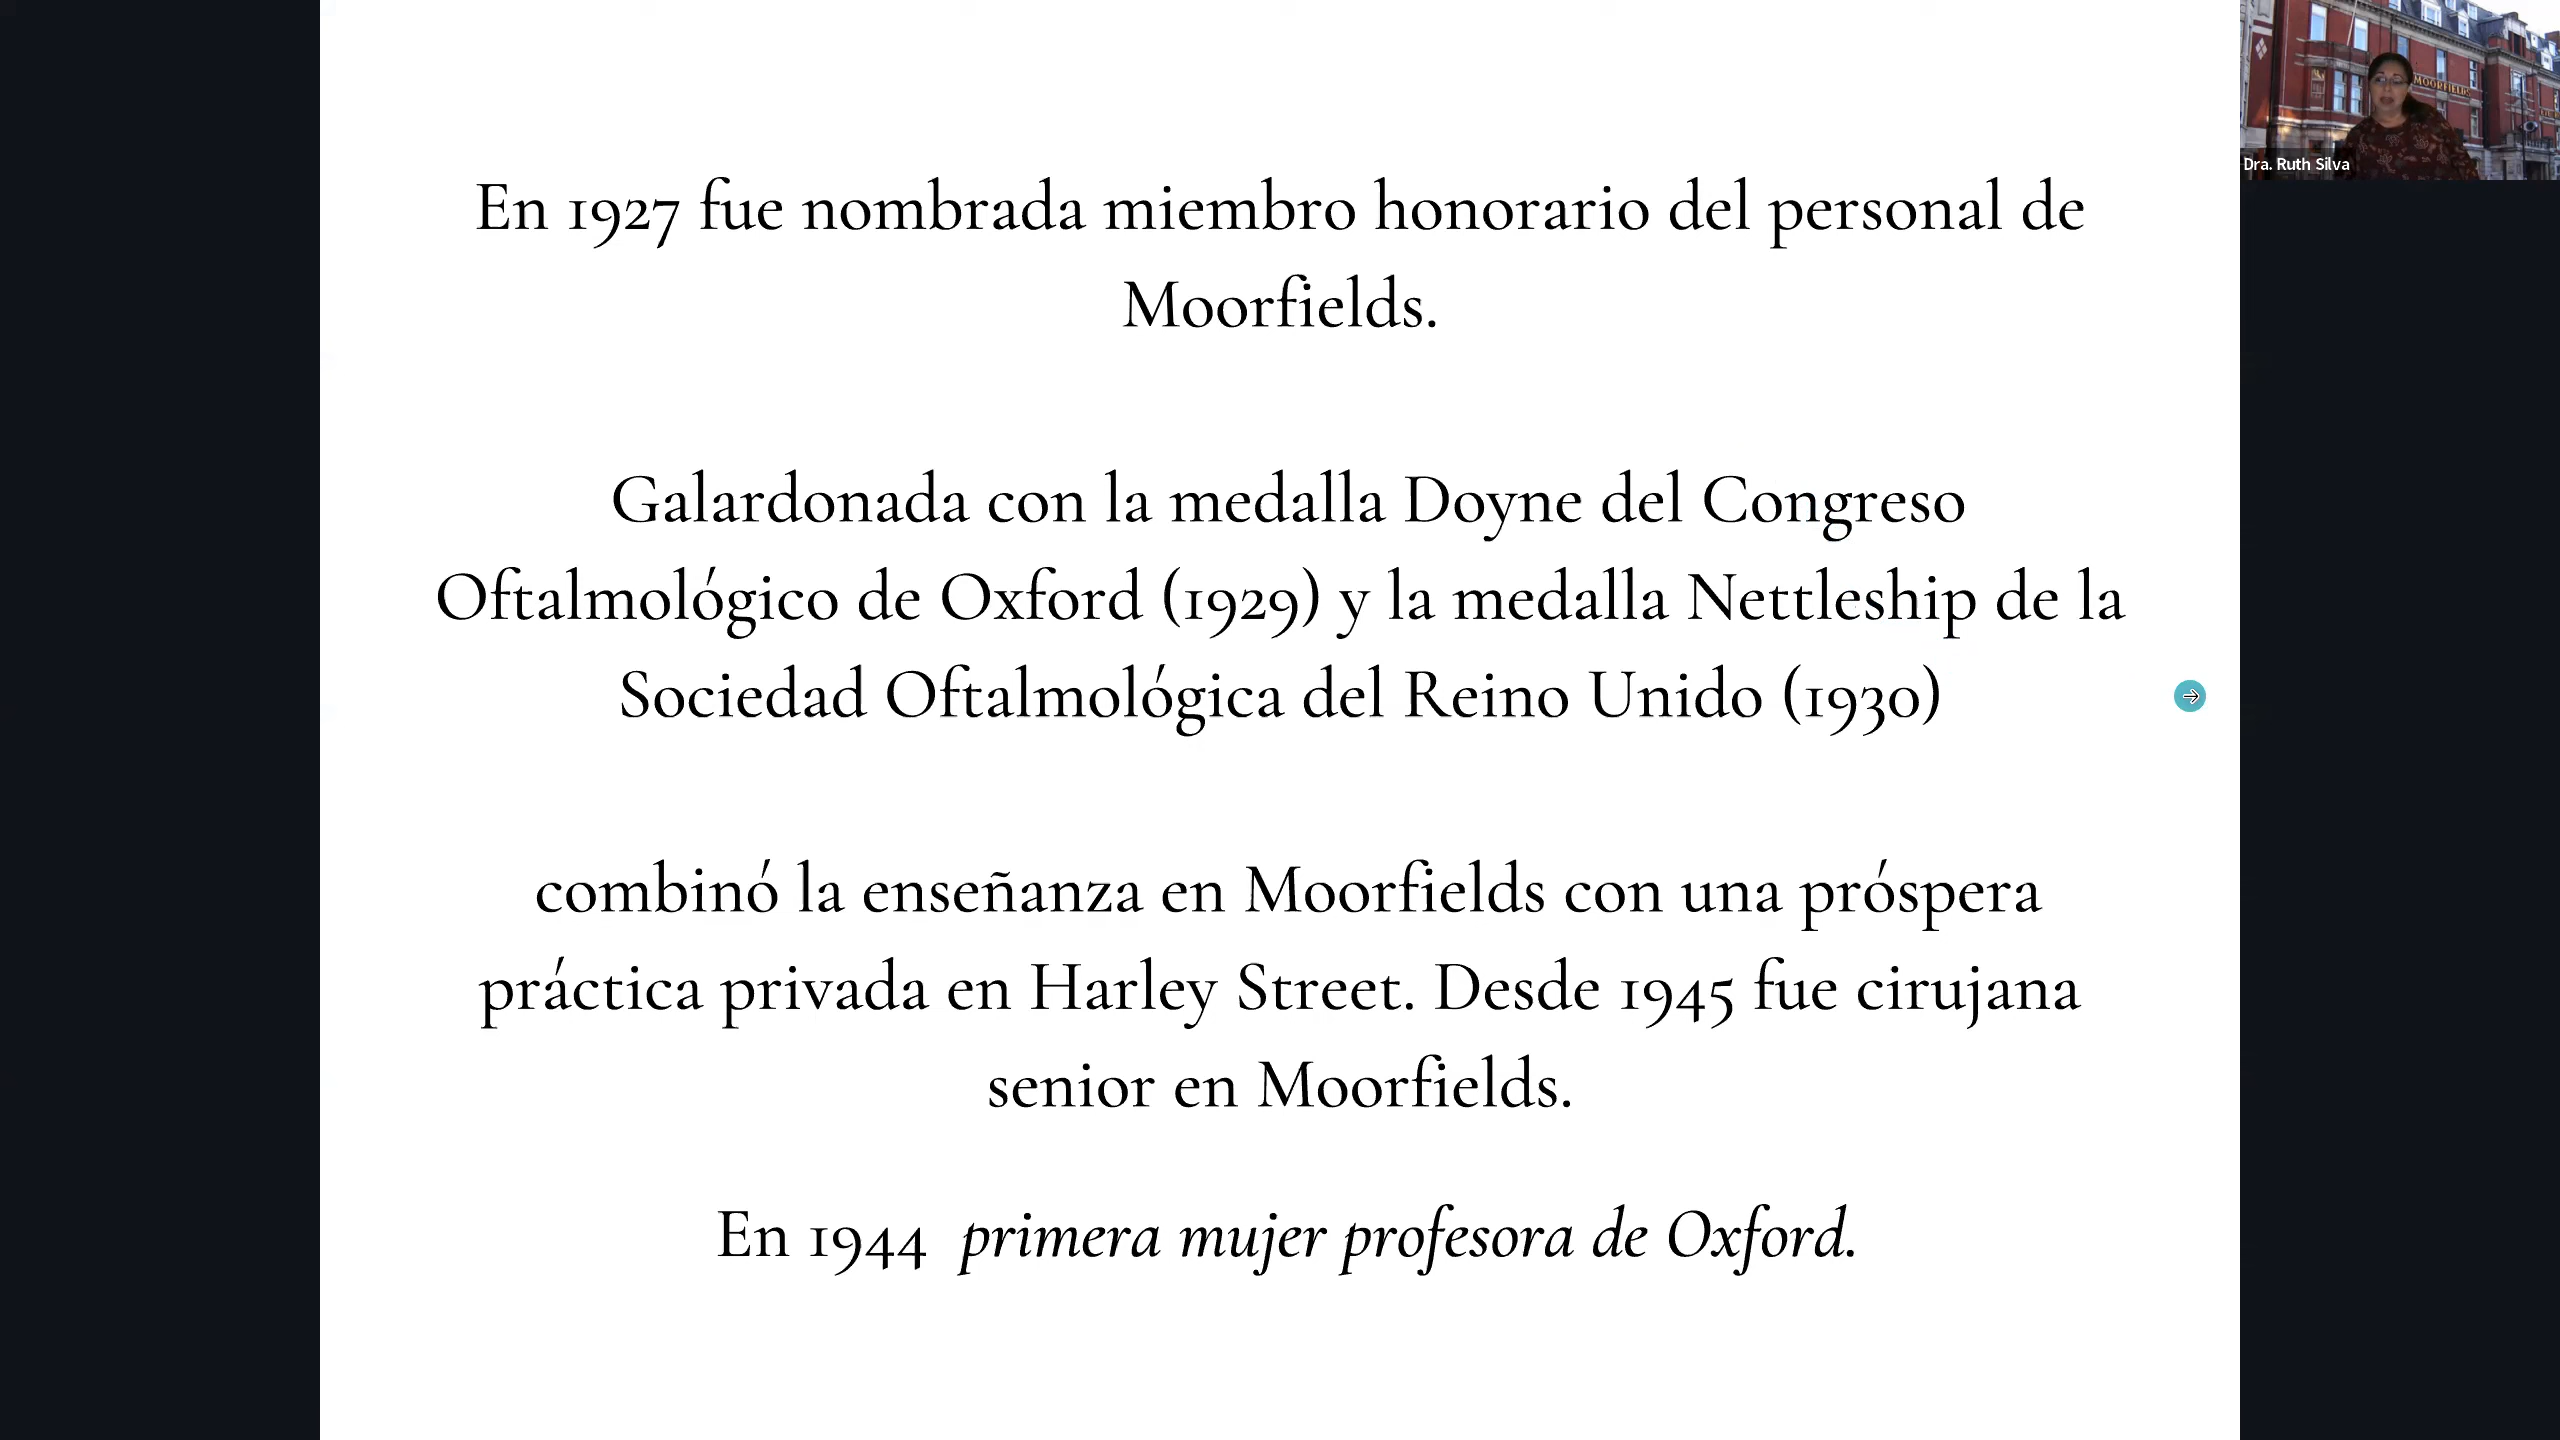 En 1927 fue nombrada miembro honorario del personal de
Moorfields.
Galardonada con la medalla Doyne del Congreso
Oftalmológico de Oxford (1929) y la medalla Nettleship de la
Sociedad Oftalmológica del Reino Unido (1930)
combinó la enseñanza en Moorfields con una próspera
práctica privada en Harley Street. Desde 1945 fue cirujana
senior en Moorfields.
En 1944 primera mujer profesora de Oxford.
MOORFIELDS
Dra. Ruth Silva